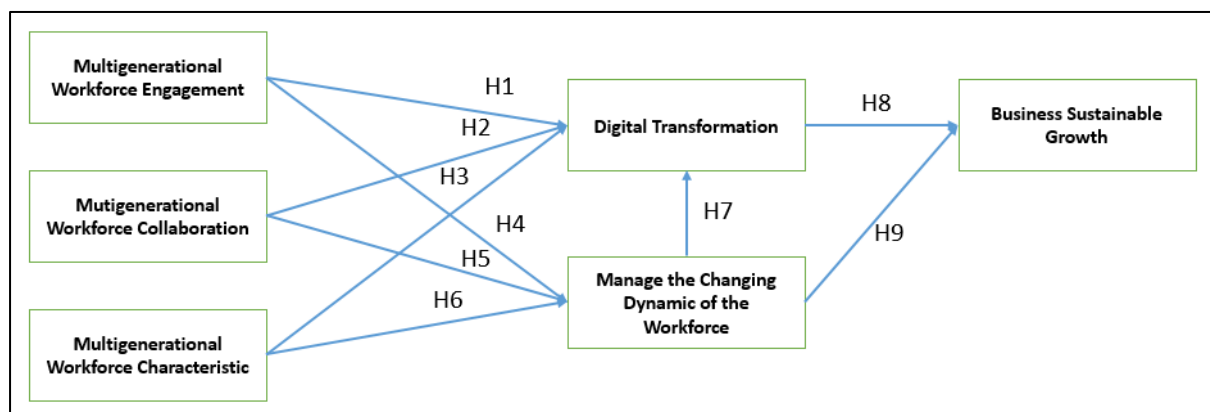 Multigenerational
Workforce Engagement
H1
H2
Digital Transformation
H8
Business Sustainable
Growth
H3
Mutigenerational
Workforce Collaboration
H4
H7
H5
H9
H6
Manage the Changing
Dynamic of the
Workforce
Multigenerational
Workforce Characteristic